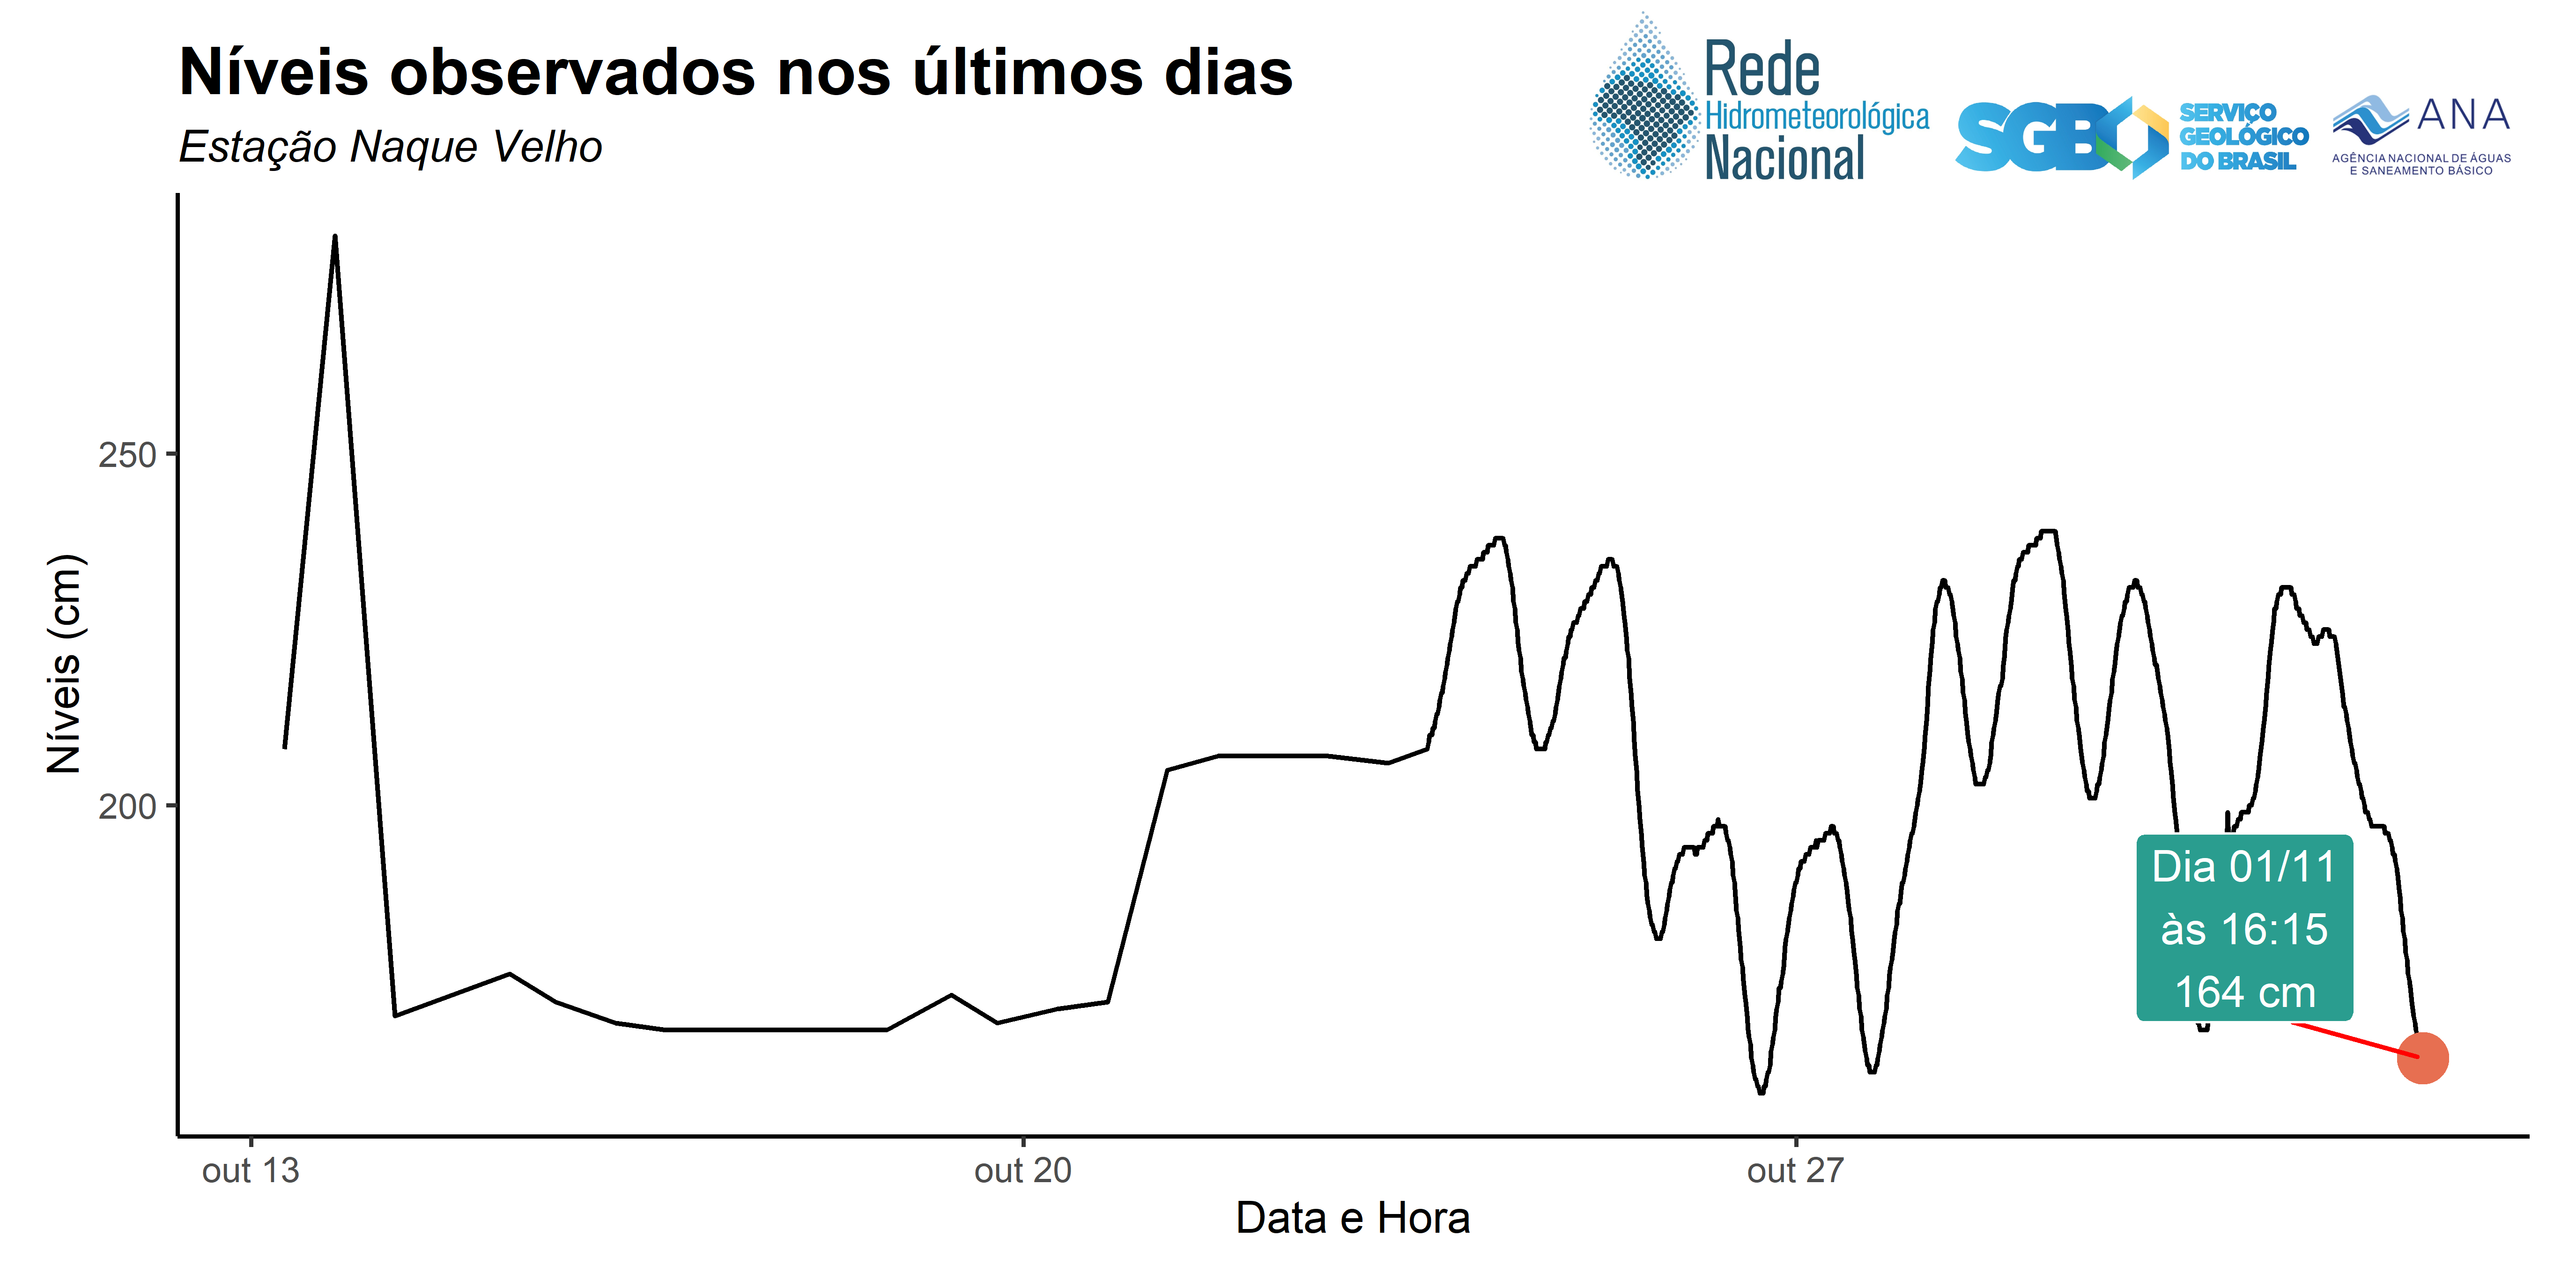 Níveis observados nos últimos dias
Estação Naque Velho
Rede
Hidrometeorológica
Nacional
SGB
SERVIÇO
GEOLÓGICO
DO BRASIL
ANA
AGÊNCIA NACIONAL DE ÁGUAS
E SANEAMENTO BÁSICO
Níveis (cm)
250
200
Dia 01/11
às 16:15
164 cm
out 13
out 20
out 27
Data e Hora